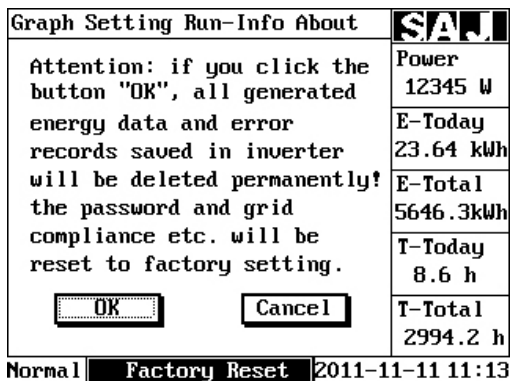 Graph Setting Run-Info About
SAJ
Attention: if you click the
button "OK", all generated
energy data and error
records saved in inverter
will be deleted permanently!
the password and grid
compliance etc. will be
reset to factory setting.
OK
Cancel
Power
12345 W
E-Today
23.64 kWh
E-Total
5646.3kWh
T-Today
8.6 h
T-Total
2994.2 h
Normal Factory Reset 2011-11-11 11:13